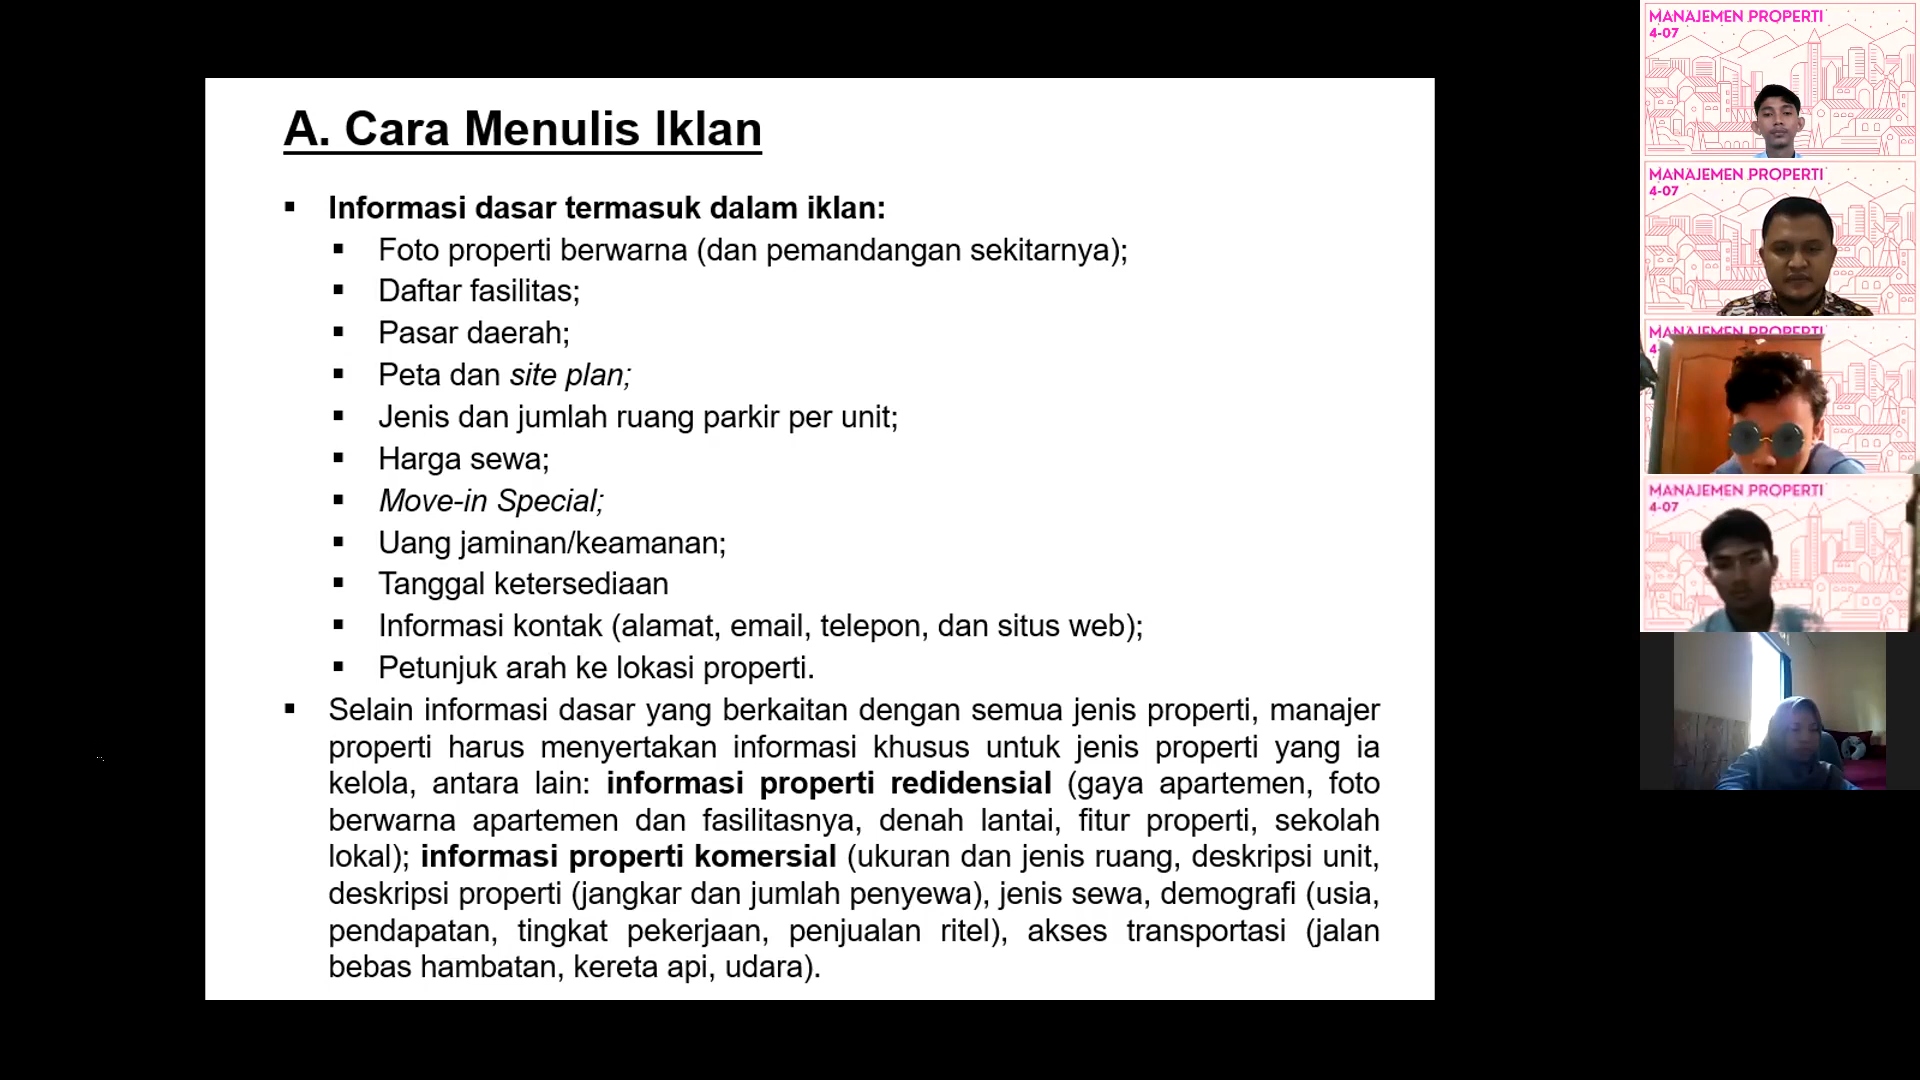 A. Cara Menulis Iklan
▪ Informasi dasar termasuk dalam iklan:
▪ Foto properti berwarna (dan pemandangan sekitarnya);
▪ Daftar fasilitas;
▪ Pasar daerah;
▪ Peta dan site plan;
▪ Jenis dan jumlah ruang parkir per unit;
▪ Harga sewa;
▪ Move-in Special;
▪ Uang jaminan/keamanan;
▪ Tanggal ketersediaan
▪ Informasi kontak (alamat, email, telepon, dan situs web);
▪ Petunjuk arah ke lokasi properti.
▪ Selain informasi dasar yang berkaitan dengan semua jenis properti, manajer
properti harus menyertakan informasi khusus untuk jenis properti yang ia
kelola, antara lain: informasi properti redidensial (gaya apartemen, foto
berwarna apartemen dan fasilitasnya, denah lantai, fitur properti, sekolah
lokal); informasi properti komersial (ukuran dan jenis ruang, deskripsi unit,
deskripsi properti (jangkar dan jumlah penyewa), jenis sewa, demografi (usia,
pendapatan, tingkat pekerjaan, penjualan ritel), akses transportasi (jalan
bebas hambatan, kereta api, udara).
MANAJEMEN PROPERTI
4-07
MANAJEMEN PROPERTI
4-07
MANAJEMEN PROPERTI
MANAJEMEN PROPERTI
4-07